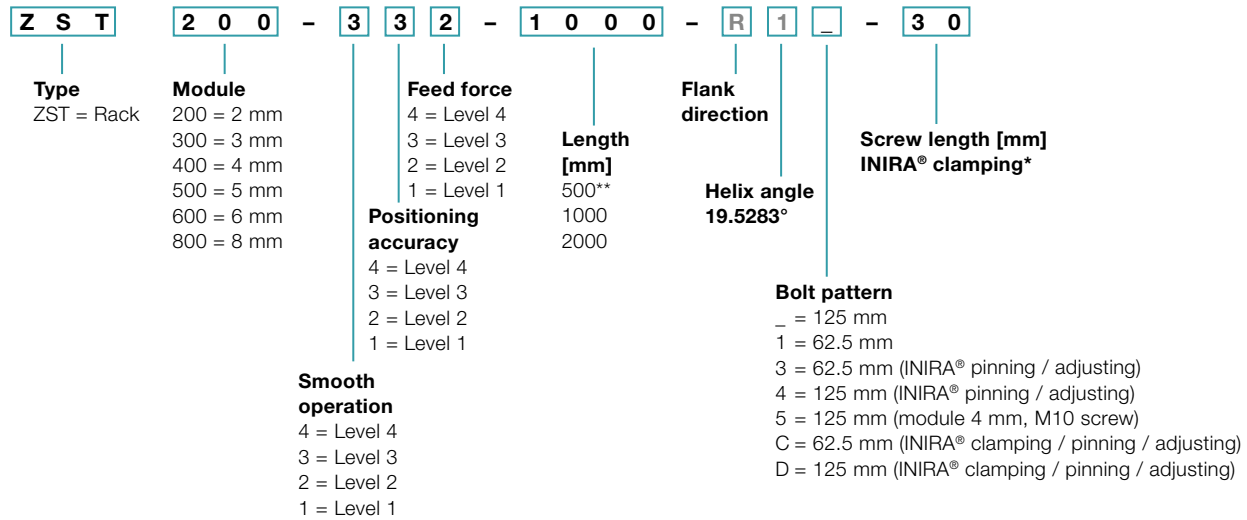 Z S T 2 0 0 – 3 3 2 – 1 0 0 0 – R 1 _ – 3 0
Type
ZST = Rack
Module
200 = 2 mm
300 = 3 mm
400 = 4 mm
500 = 5 mm
600 = 6 mm
800 = 8 mm
Smooth
operation
4 = Level 4
3 = Level 3
2 = Level 2
1 = Level 1
Positioning
accuracy
4 = Level 4
3 = Level 3
2 = Level 2
1 = Level 1
Feed force
4 = Level 4
3 = Level 3
2 = Level 2
1 = Level 1
Length
[mm]
500**
1000
2000
Flank
direction
Helix angle
19.5283°
Bolt pattern
_ = 125 mm
1 = 62.5 mm
3 = 62.5 mm (INIRA® pinning / adjusting)
4 = 125 mm (INIRA® pinning / adjusting)
5 = 125 mm (module 4 mm, M10 screw)
C = 62.5 mm (INIRA® clamping / pinning / adjusting)
D = 125 mm (INIRA® clamping / pinning / adjusting)
Screw length [mm]
INIRA® clamping*